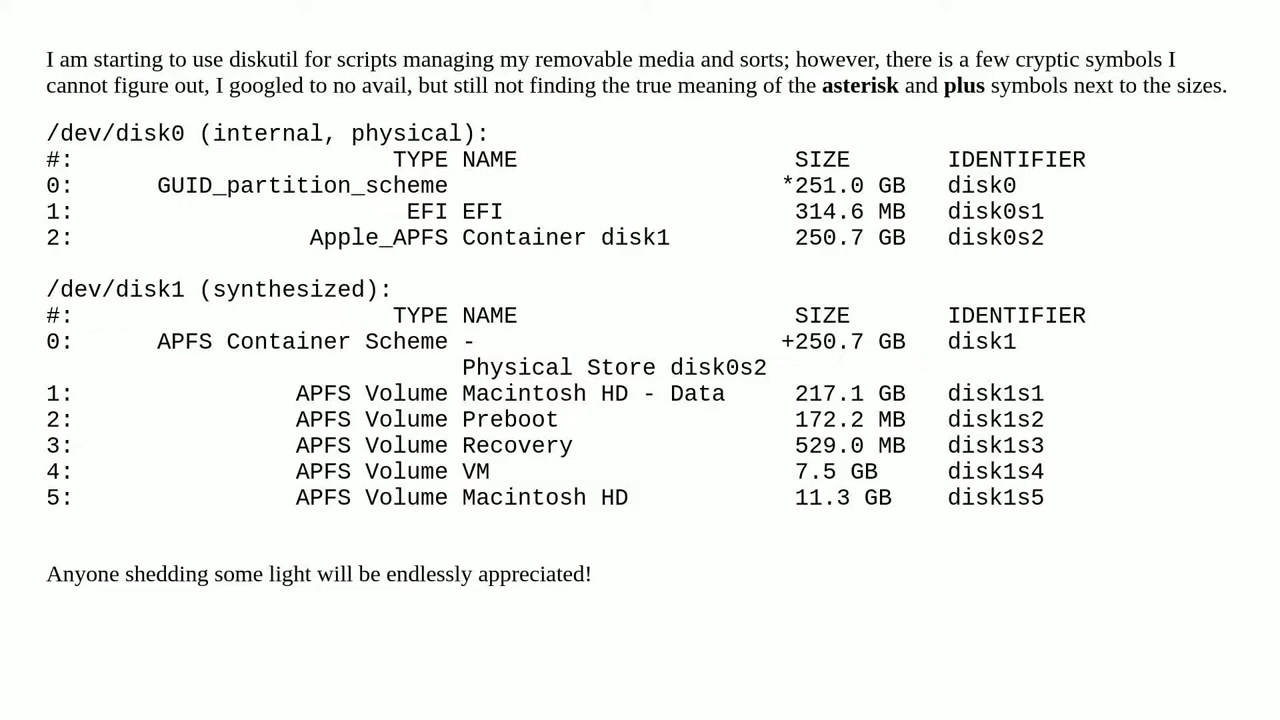 I am starting to use diskutil for scripts managing my removable media and sorts; however, there is a few cryptic symbols I
cannot figure out, I googled to no avail, but still not finding the true meaning of the asterisk and plus symbols next to the sizes.
/dev/disk0 (internal, physical):
#:                       TYPE NAME                    SIZE       IDENTIFIER
0:      GUID_partition_scheme                        *251.0 GB   disk0
1:                        EFI EFI                     314.6 MB   disk0s1
2:                 Apple_APFS Container disk1         250.7 GB   disk0s2
/dev/disk1 (synthesized):
#:                       TYPE NAME                    SIZE       IDENTIFIER
0:      APFS Container Scheme -                      +250.7 GB   disk1
                              Physical Store disk0s2
1:                APFS Volume Macintosh HD - Data     217.1 GB   disk1s1
2:                APFS Volume Preboot                 172.2 MB   disk1s2
3:                APFS Volume Recovery                529.0 MB   disk1s3
4:                APFS Volume VM                      7.5 GB     disk1s4
5:                APFS Volume Macintosh HD            11.3 GB    disk1s5
Anyone shedding some light will be endlessly appreciated!